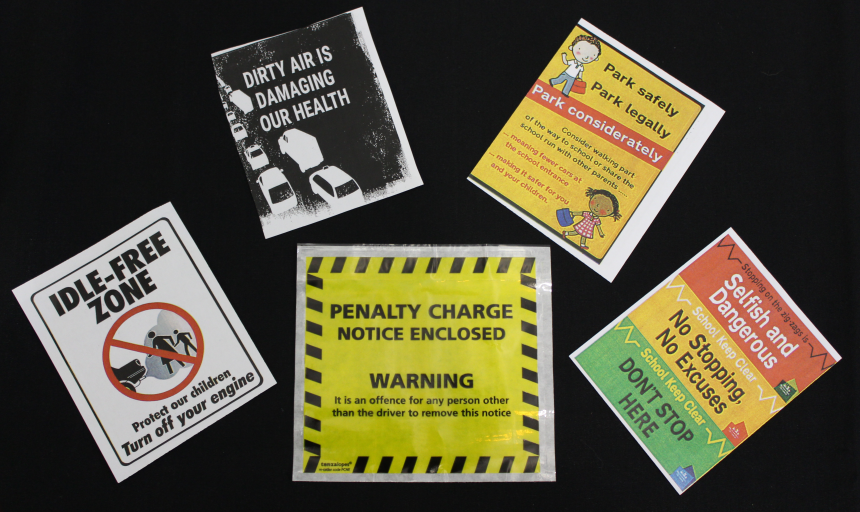 DIRTY AIR IS
DAMAGING
OUR HEALTH
Park safely
Park legally
Park considerately
Consider walking part
of the way to school or share the
school run with other parents ....
... meaning fewer cars at
the school entrance
... making it safer for you
and your children.
IDLE-FREE
ZONE
Protect our children
Turn off your engine
PENALTY CHARGE
NOTICE ENCLOSED
WARNING
It is an offence for any person other
than the driver to remove this notice
Stopping on the zig-zags is
Selfish and
Dangerous
School Keep Clear
No Stopping,
No Excuses
School Keep Clear
DON'T STOP
HERE